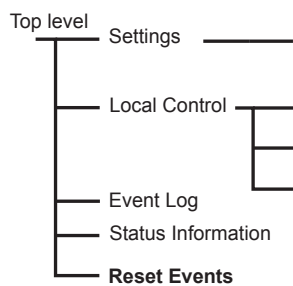 Top level
Settings
Local Control
Event Log
Status Information
Reset Events